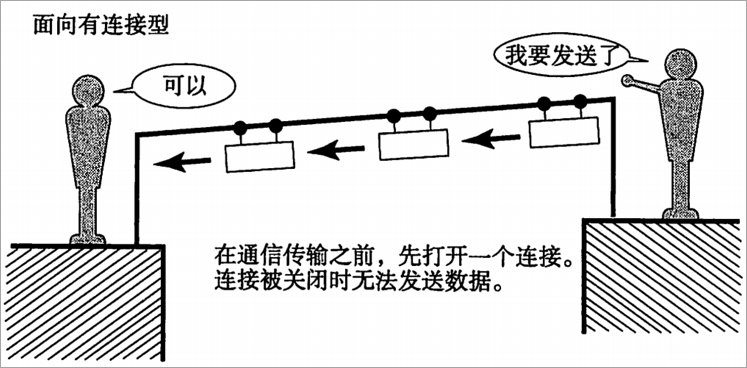 面向有连接型
我要发送了
可以
在通信传输之前，先打开一个连接。
连接被关闭时无法发送数据。